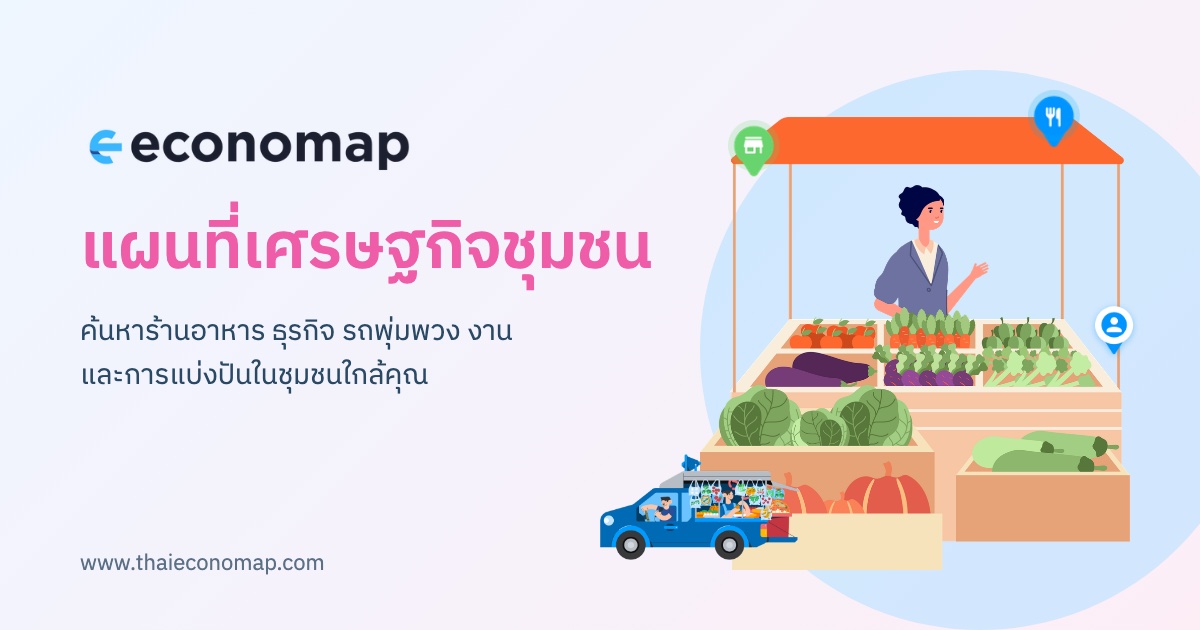 economap
แผนที่เศรษฐกิจชุมชน
ค้นหาร้านอาหาร ธุรกิจ รถพุ่มพวง งาน
และการแบ่งปันในชุมชนใกล้คุณ
www.thaieconomap.com